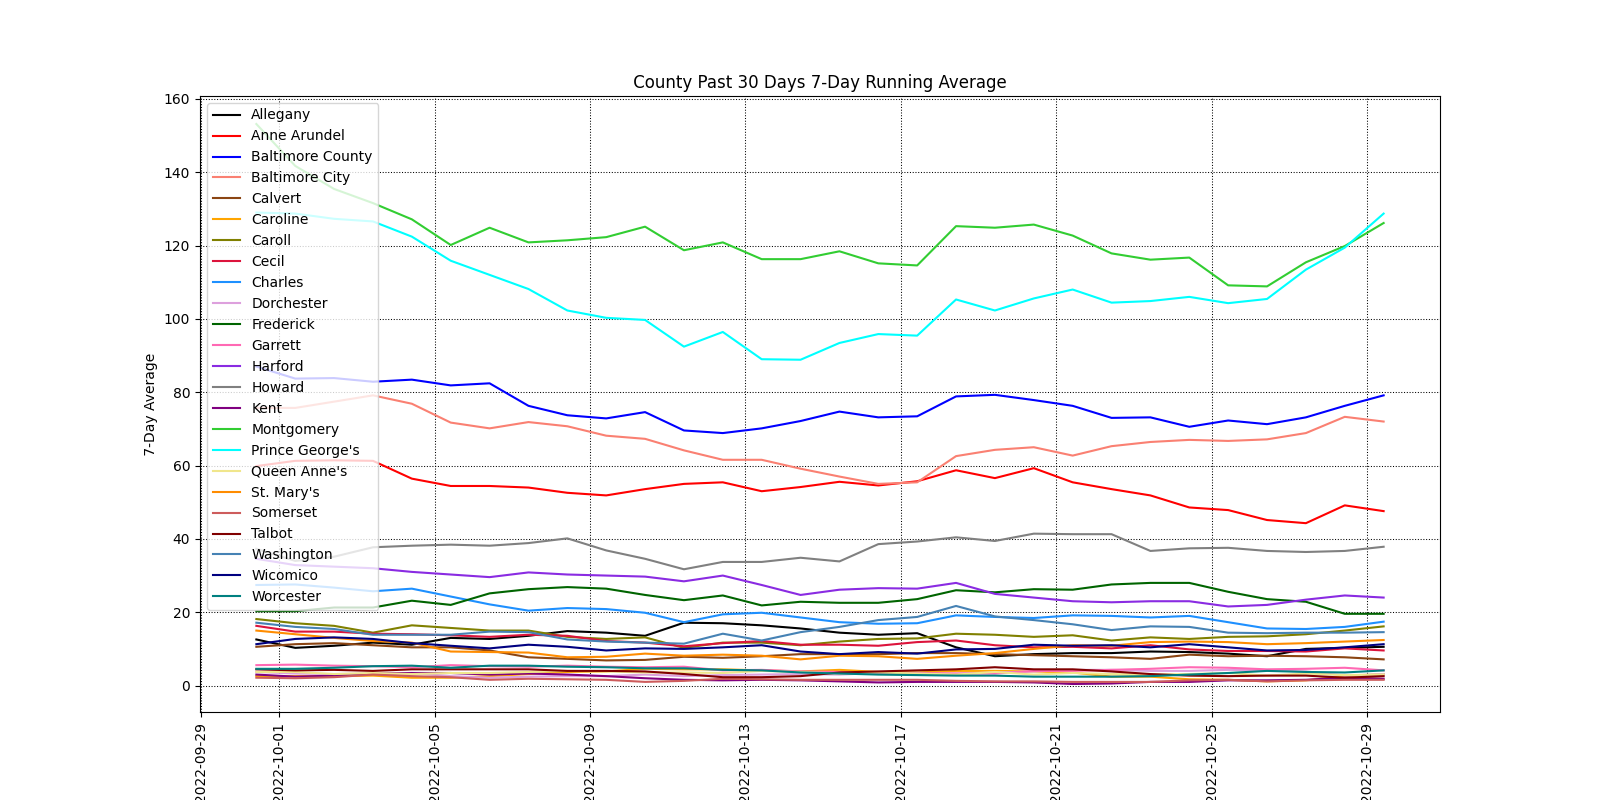 County Past 30 Days 7-Day Running Average
160
140
120
100
80
60
40
20
0
7-Day Average
Allegany
Anne Arundel
Baltimore County
Baltimore City
Calvert
Caroline
Caroll
Cecil
Charles
Dorchester
Frederick
Garrett
Harford
Howard
Kent
Montgomery
Prince George's
Queen Anne's
St. Mary's
Somerset
Talbot
Washington
Wicomico
Worcester
2022-09-29
2022-10-01
2022-10-05
2022-10-09
2022-10-13
2022-10-17
2022-10-21
2022-10-25
2022-10-29